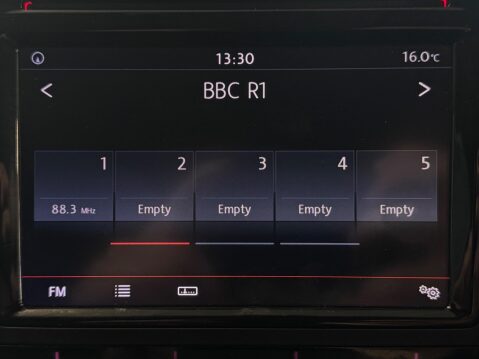 13:30 16.0°C
< BBC R1 >
1 2 3 4 5
88.3 MHz Empty Empty Empty Empty
FM